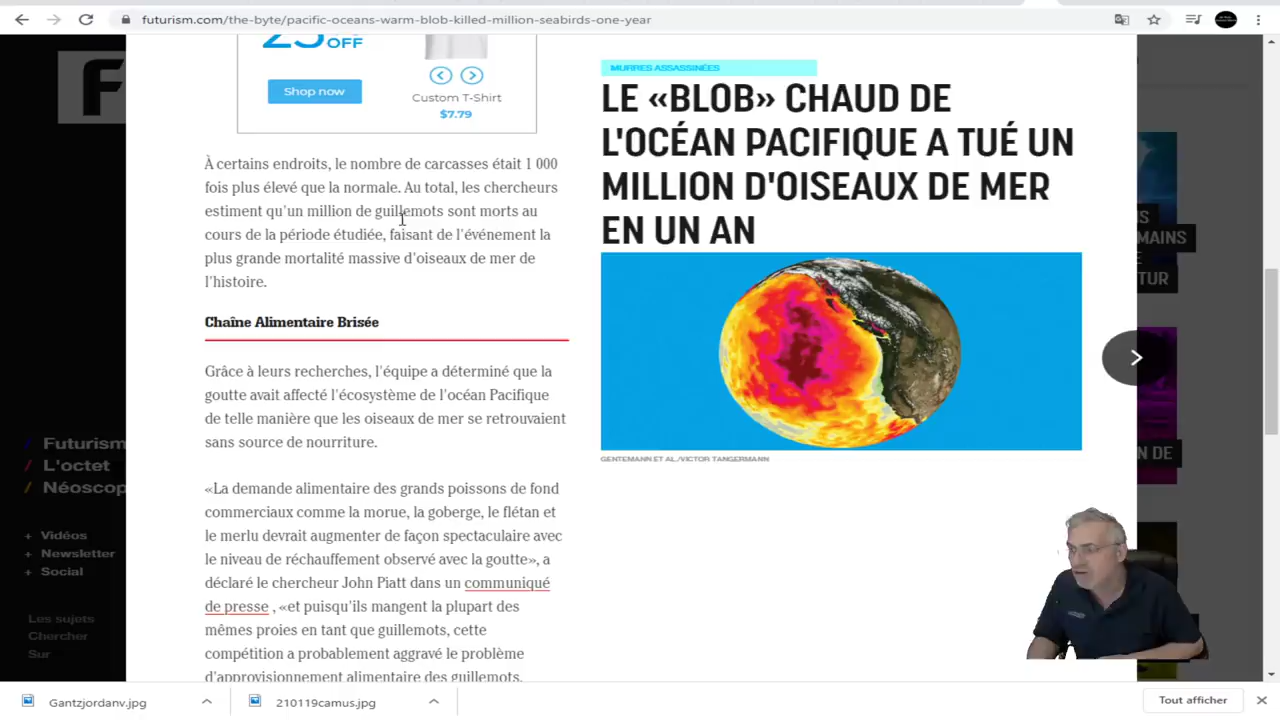 futurism.com/the-byte/pacific-oceans-warm-blob-killed-million-seabirds-one-year
F
OFF
Shop now
Custom T-Shirt
$7.79
À certains endroits, le nombre de carcasses était 1 000
fois plus élevé que la normale. Au total, les chercheurs
estiment qu'un million de guillemots sont morts au
cours de la période étudiée, faisant de l'événement la
plus grande mortalité massive d'oiseaux de mer de
l'histoire.
Chaîne Alimentaire Brisée
Grâce à leurs recherches, l'équipe a déterminé que la
goutte avait affecté l'écosystème de l'océan Pacifique
de telle manière que les oiseaux de mer se retrouvaient
sans source de nourriture.
«La demande alimentaire des grands poissons de fond
commerciaux comme la morue, la goberge, le flétan et
le merlu devrait augmenter de façon spectaculaire avec
le niveau de réchauffement observé avec la goutte», a
déclaré le chercheur John Piatt dans un communiqué
de presse , «et puisqu'ils mangent la plupart des
mêmes proies en tant que guillemots, cette
compétition a probablement aggravé le problème
d'approvisionnement alimentaire des guillemots.
MURRES ASSASSINÉES
LE «BLOB» CHAUD DE
L'OCÉAN PACIFIQUE A TUÉ UN
MILLION D'OISEAUX DE MER
EN UN AN
GENTEMANN ET AL./VICTOR TANGERMANN
/ Futurism
/ L'octet
/ Néoscop
+ Vidéos
+ Newsletter
+ Social
Les sujets
Chercher
Sur
MAINS
TUR
N DE
Gantzjordanv.jpg
210119camus.jpg
Tout afficher